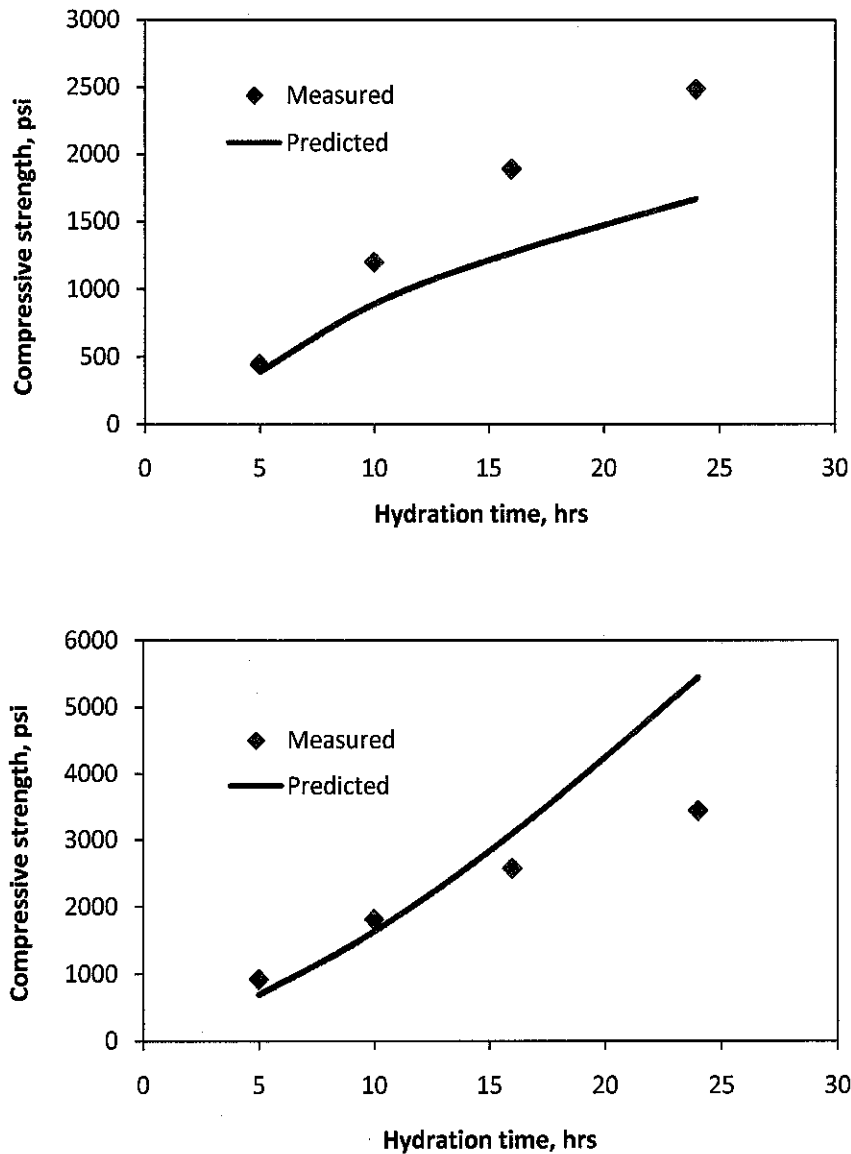 3000
2500
2000
1500
1000
500
0
Compressive strength, psi
Measured
Predicted
0 5 10 15 20 25 30
Hydration time, hrs
6000
5000
4000
3000
2000
1000
0
Compressive strength, psi
Measured
Predicted
0 5 10 15 20 25 30
Hydration time, hrs